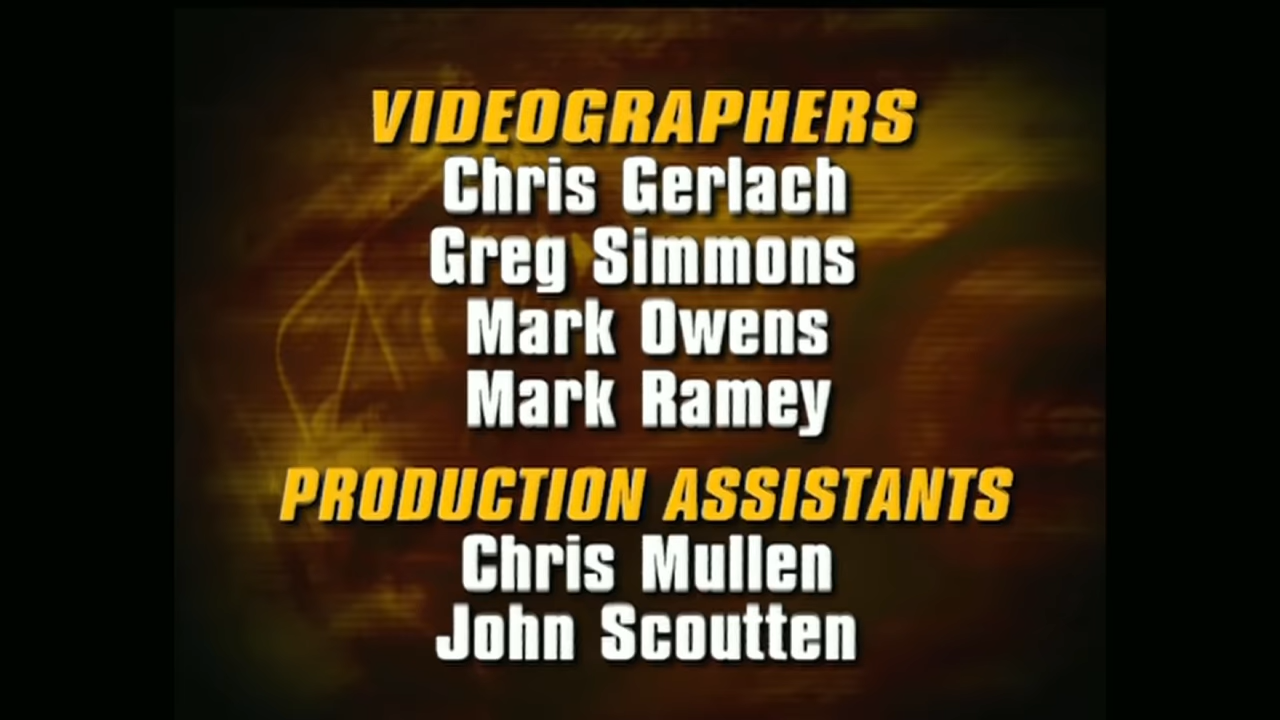 VIDEOGRAPHERS
Chris Gerlach
Greg Simmons
Mark Owens
Mark Ramey
PRODUCTION ASSISTANTS
Chris Mullen
John Scoutten